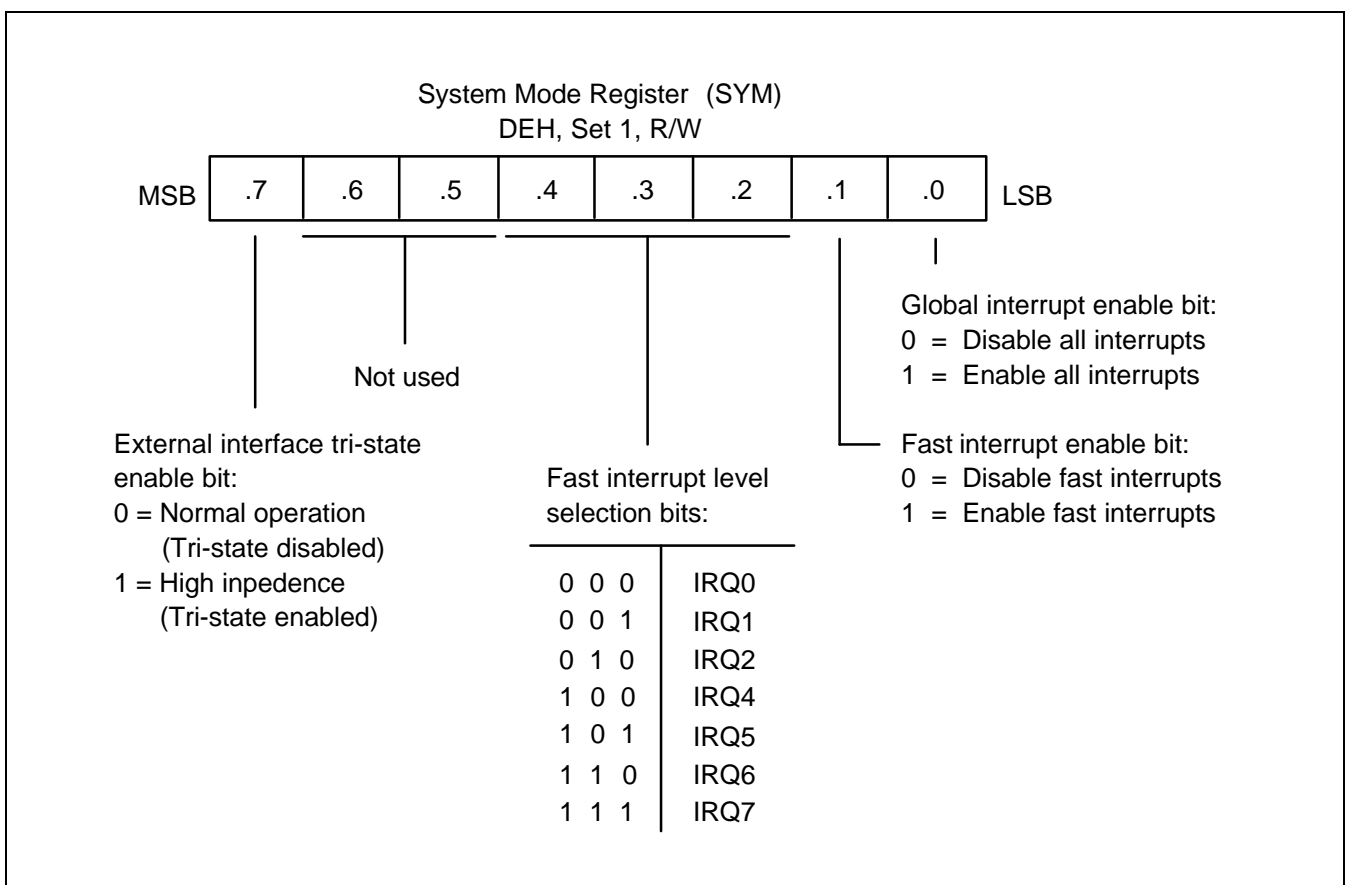 System Mode Register (SYM)
DEH, Set 1, R/W
MSB .7 .6 .5 .4 .3 .2 .1 .0 LSB
Global interrupt enable bit:
0 = Disable all interrupts
1 = Enable all interrupts
Not used
External interface tri-state
enable bit:
0 = Normal operation
(Tri-state disabled)
1 = High inpedence
(Tri-state enabled)
Fast interrupt level
selection bits:
0 0 0 IRQ0
0 0 1 IRQ1
0 1 0 IRQ2
1 0 0 IRQ4
1 0 1 IRQ5
1 1 0 IRQ6
1 1 1 IRQ7
Fast interrupt enable bit:
0 = Disable fast interrupts
1 = Enable fast interrupts